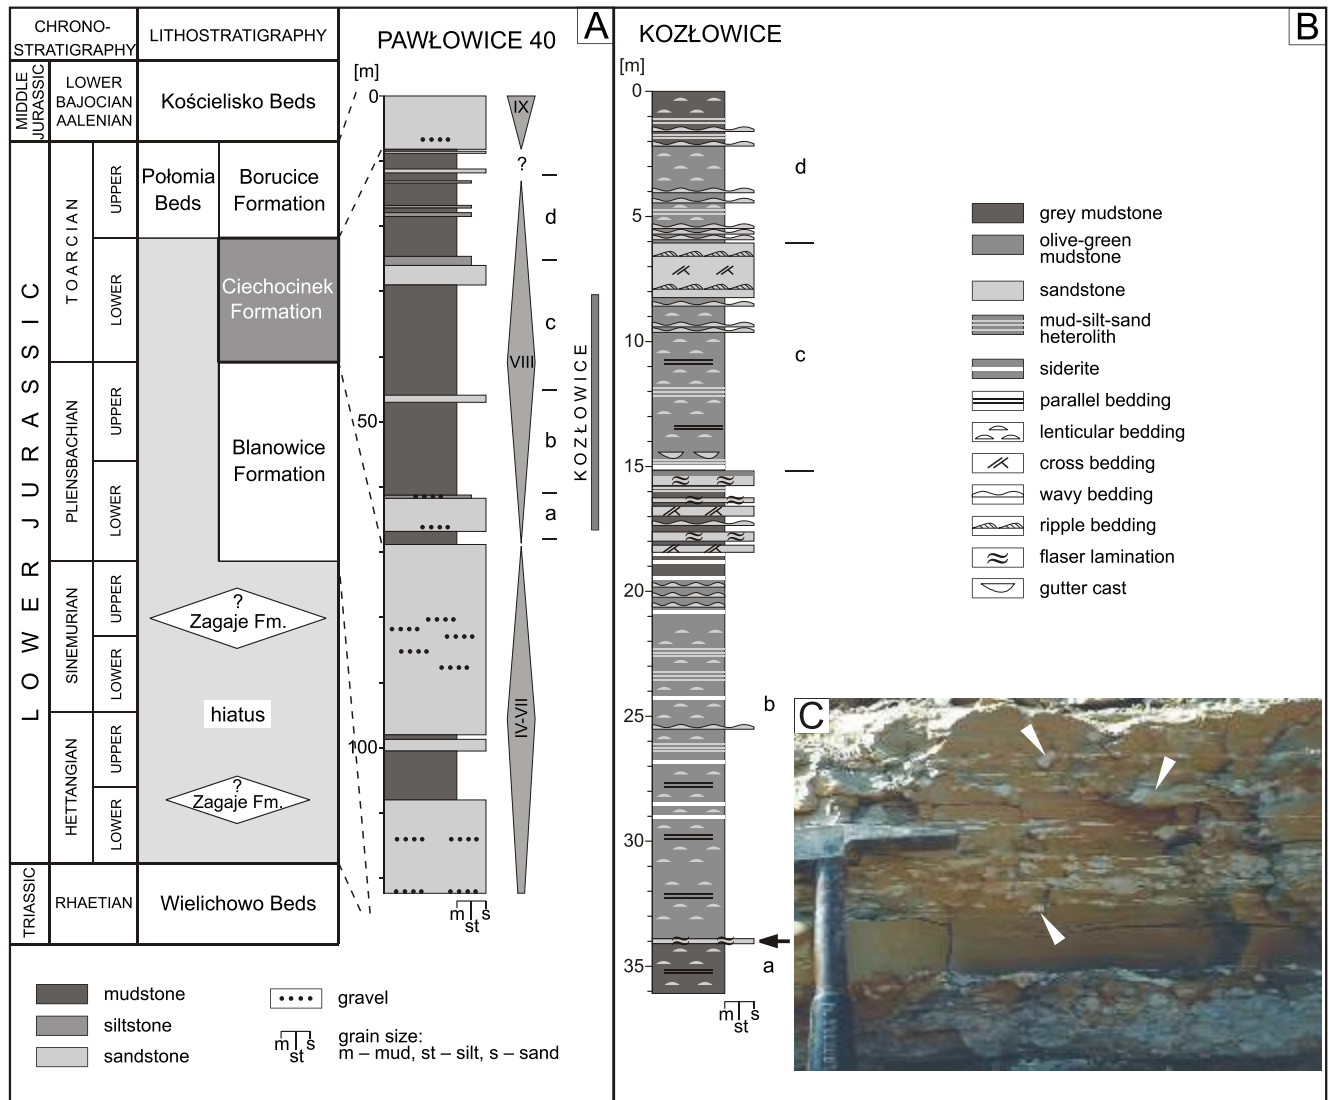 A
B
CHRONO-
STRATIGRAPHY
LITHOSTRATIGRAPHY
MIDDLE
JURASSIC
LOWER
BAJOCIAN
AALENIAN
Kościelisko Beds
LOWER JURASSIC
TOARCIAN
UPPER
LOWER
Połomia
Beds
Borucice
Formation
Ciechocinek
Formation
PLIENSBACHIAN
UPPER
LOWER
Blanowice
Formation
SINEMURIAN
UPPER
LOWER
?
Zagaje Fm.
hiatus
HETTANGIAN
UPPER
LOWER
?
Zagaje Fm.
TRIASSIC
RHAETIAN
Wielichowo Beds
mudstone
siltstone
sandstone
gravel
m st s
grain size:
m – mud, st – silt, s – sand
PAWŁOWICE 40
[m]
0
50
100
IX
?
VIII
IV-VII
d
c
b
a
KOZŁOWICE
m st s
KOZŁOWICE
[m]
0
5
10
15
20
25
30
35
d
c
b
a
m st s
grey mudstone
olive-green
mudstone
sandstone
mud-silt-sand
heterolith
siderite
parallel bedding
lenticular bedding
cross bedding
wavy bedding
ripple bedding
flaser lamination
gutter cast
C